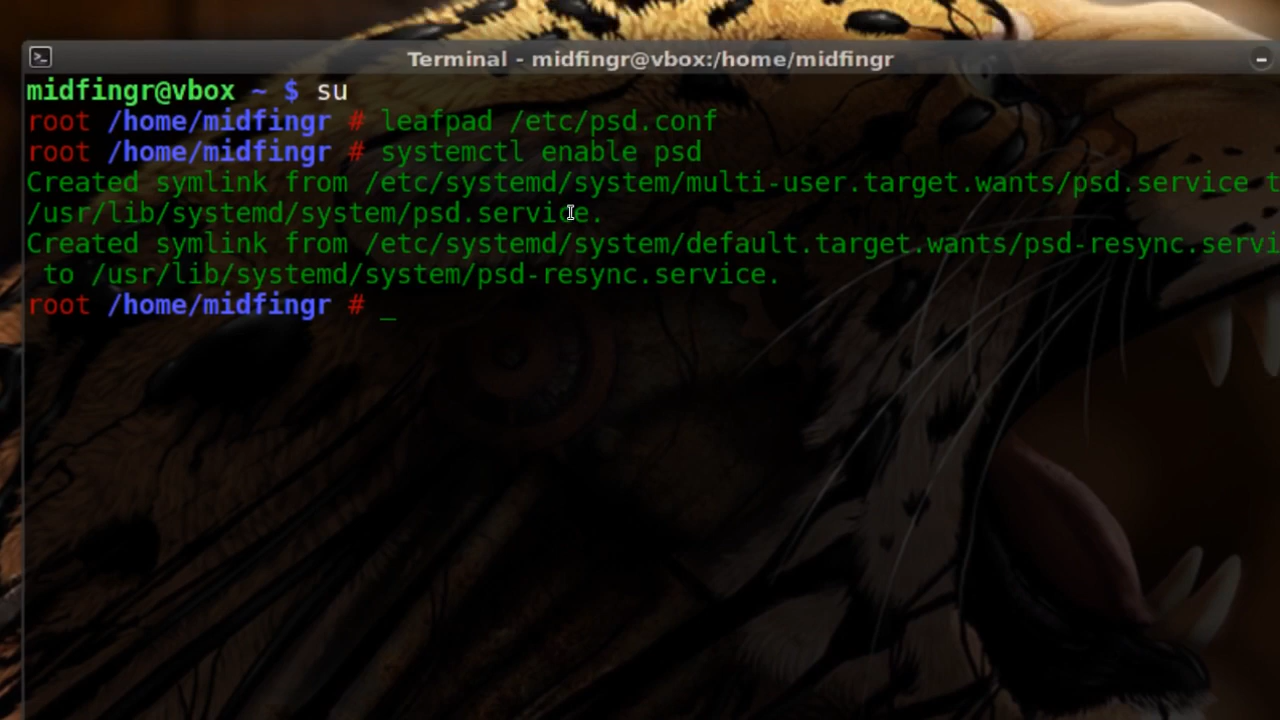 Terminal - midfingr@vbox:/home/midfingr
midfingr@vbox ~ $ su
root /home/midfingr # leafpad /etc/psd.conf
root /home/midfingr # systemctl enable psd
Created symlink from /etc/systemd/system/multi-user.target.wants/psd.service t
/usr/lib/systemd/system/psd.service.
Created symlink from /etc/systemd/system/default.target.wants/psd-resync.servi
to /usr/lib/systemd/system/psd-resync.service.
root /home/midfingr # _